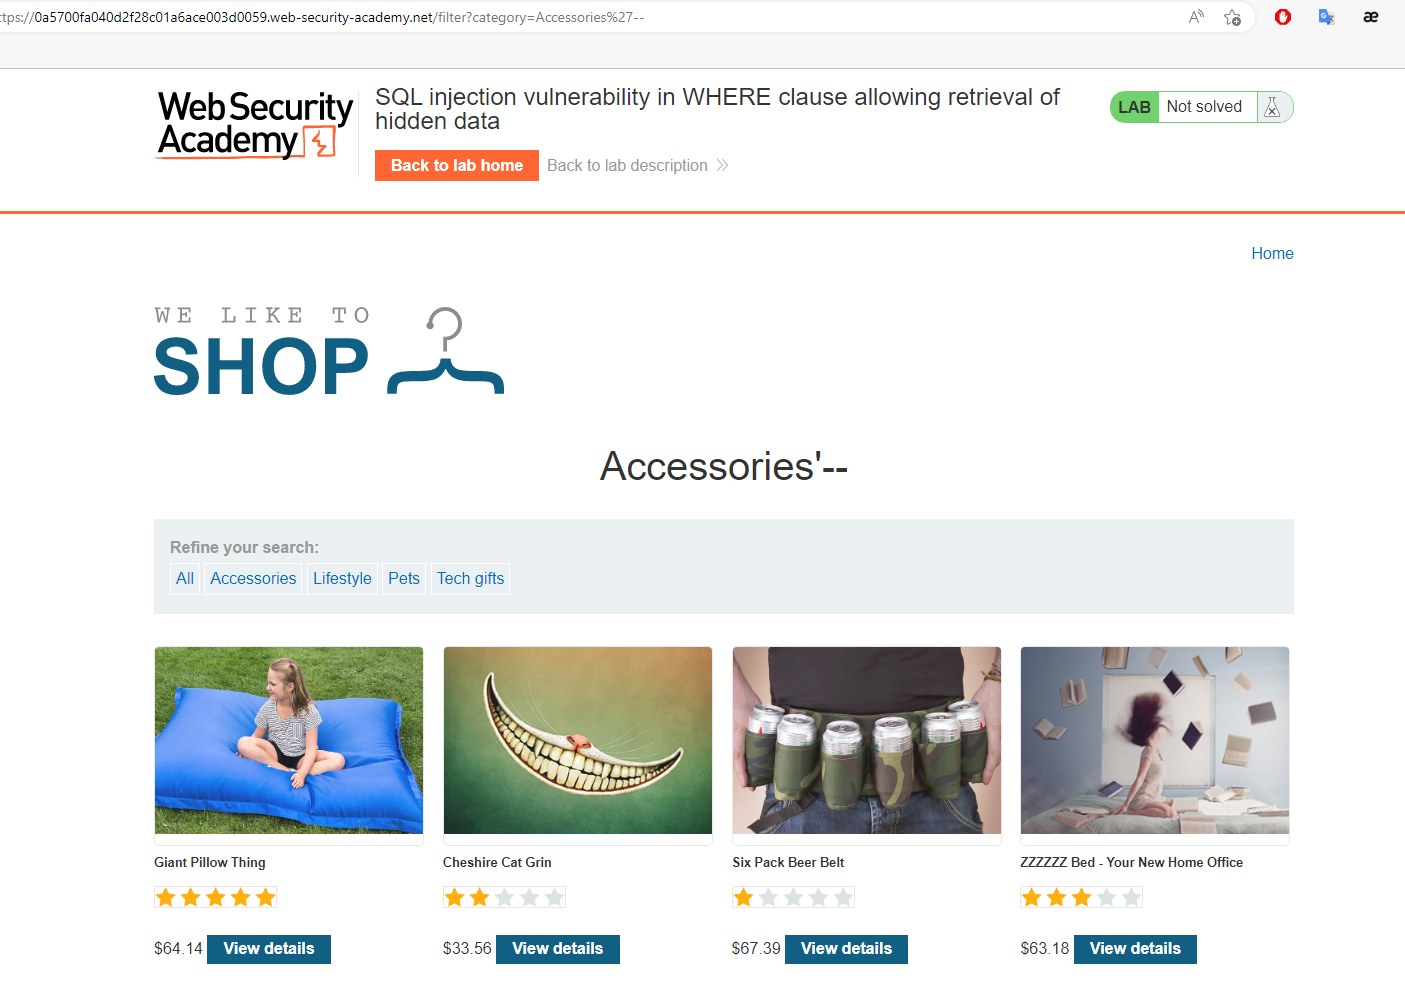 ttps://0a5700fa040d2f28c01a6ace003d0059.web-security-academy.net/filter?category=Accessories%27--
Web Security
Academy
SQL injection vulnerability in WHERE clause allowing retrieval of
hidden data
LAB Not solved
Back to lab home Back to lab description
Home
WE LIKE TO
SHOP
Accessories'--
Refine your search:
All Accessories Lifestyle Pets Tech gifts
Giant Pillow Thing Cheshire Cat Grin Six Pack Beer Belt ZZZZZZ Bed - Your New Home Office
$64.14 View details $33.56 View details $67.39 View details $63.18 View details